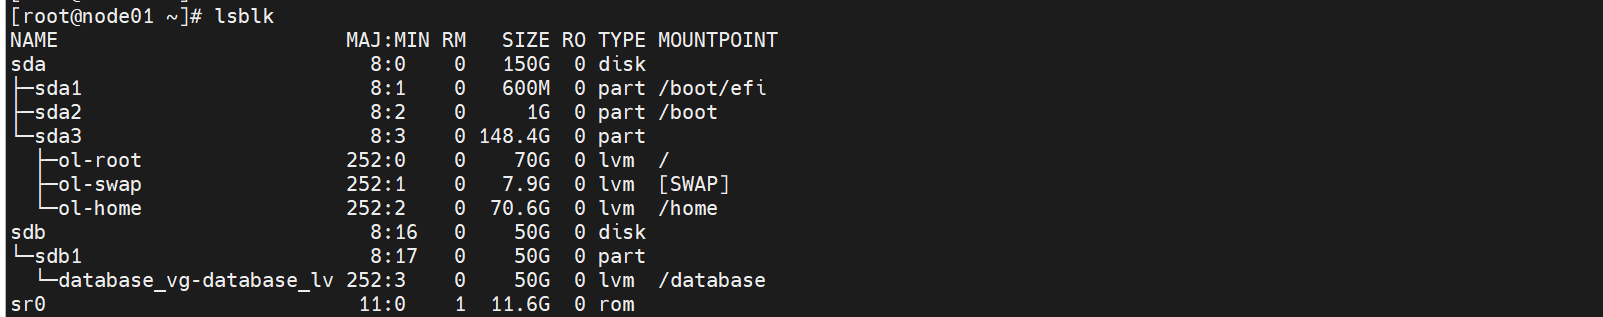 [root@node01 ~]# lsblk
NAME                        MAJ:MIN RM   SIZE RO TYPE MOUNTPOINT
sda                           8:0    0   150G  0 disk
├─sda1                        8:1    0   600M  0 part /boot/efi
├─sda2                        8:2    0     1G  0 part /boot
└─sda3                        8:3    0 148.4G  0 part
  ├─ol-root                 252:0    0    70G  0 lvm  /
  ├─ol-swap                 252:1    0   7.9G  0 lvm  [SWAP]
  └─ol-home                 252:2    0  70.6G  0 lvm  /home
sdb                           8:16   0    50G  0 disk
└─sdb1                        8:17   0    50G  0 part
  └─database_vg-database_lv 252:3    0    50G  0 lvm  /database
sr0                          11:0    1  11.6G  0 rom